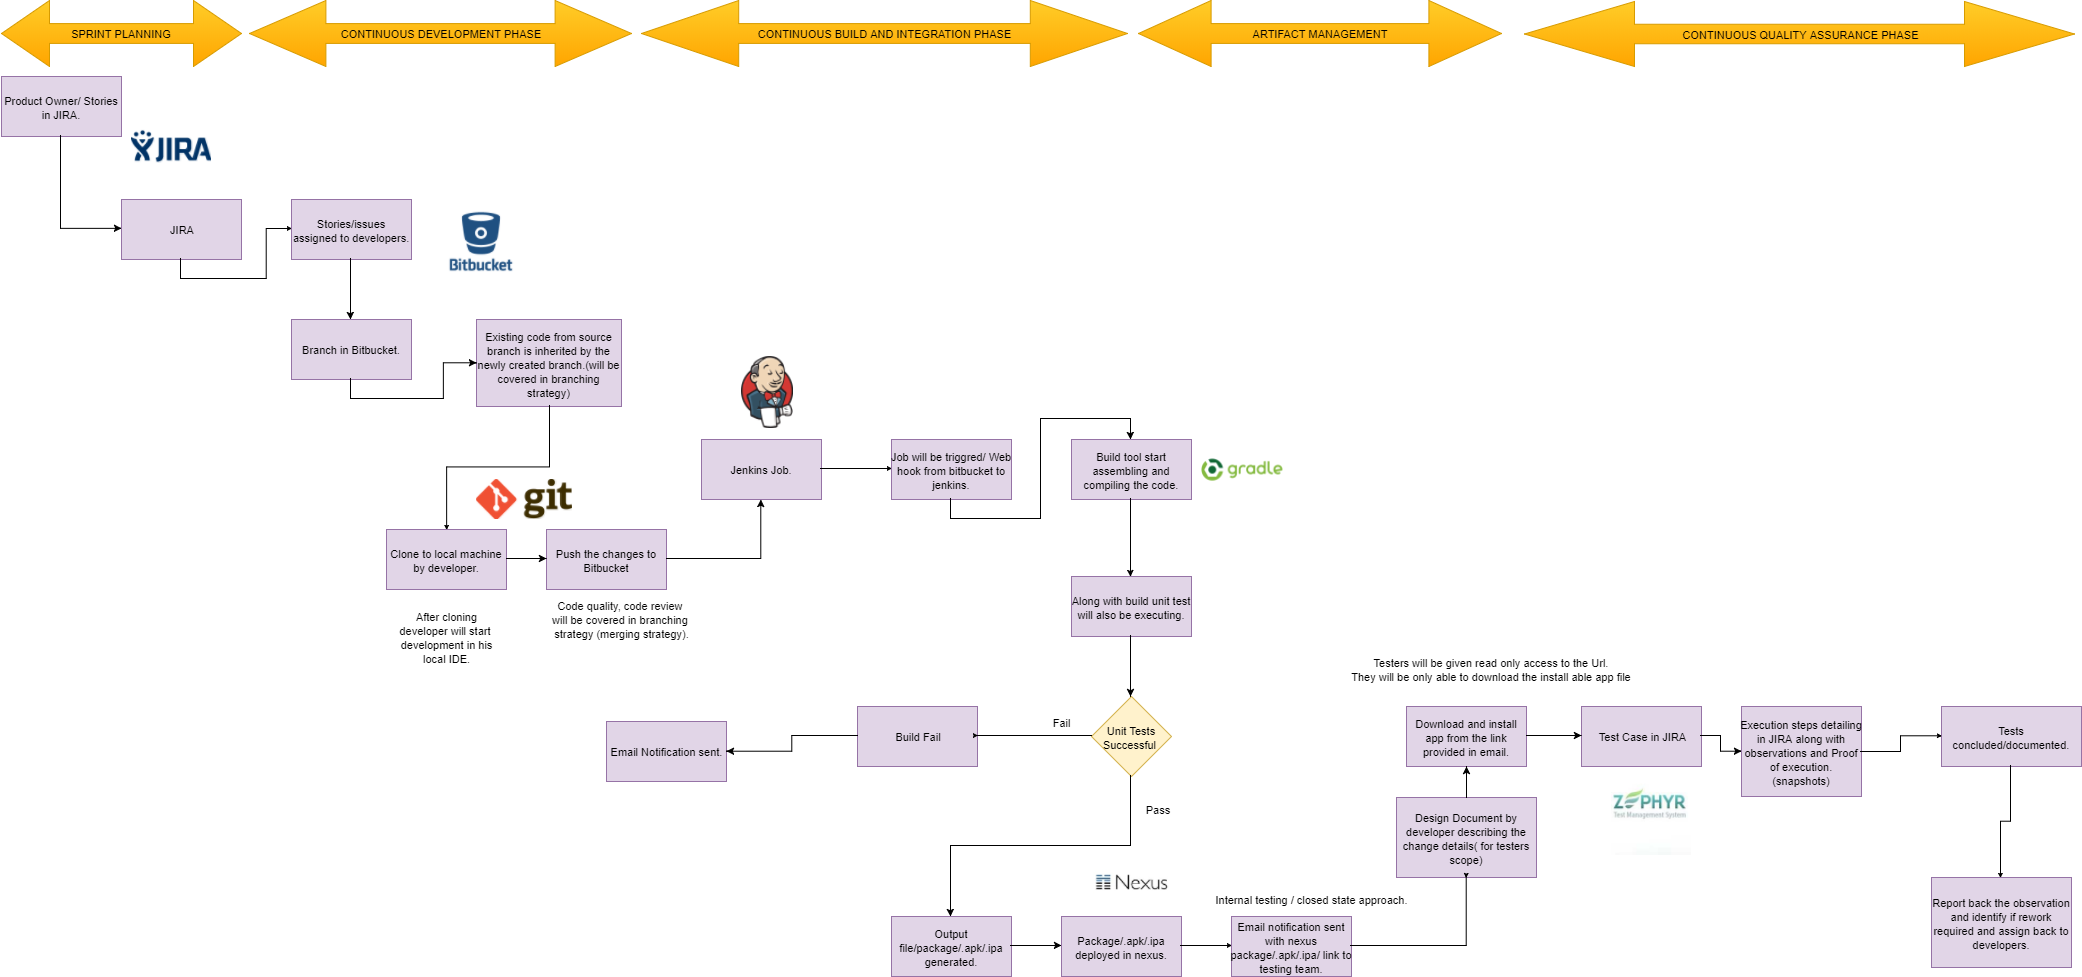 SPRINT PLANNING
CONTINUOUS DEVELOPMENT PHASE
CONTINUOUS BUILD AND INTEGRATION PHASE
ARTIFACT MANAGEMENT
CONTINUOUS QUALITY ASSURANCE PHASE
Product Owner/ Stories
in JIRA.
JIRA
JIRA
Stories/issues
assigned to developers.
Bitbucket
Branch in Bitbucket.
Existing code from source
branch is inherited by the
newly created branch.(will be
covered in branching
strategy)
git
Clone to local machine
by developer.
Push the changes to
Bitbucket
After cloning
developer will start
development in his
local IDE.
Code quality, code review
will be covered in branching
strategy (merging strategy).
Jenkins Job.
Job will be triggred/ Web
hook from bitbucket to
jenkins.
Build tool start
assembling and
compiling the code.
gradle
Along with build unit test
will also be executing.
Unit Tests
Successful
Fail
Build Fail
Email Notification sent.
Pass
Output
file/package/.apk/.ipa
generated.
Nexus
Package/.apk/.ipa
deployed in nexus.
Internal testing / closed state approach.
Email notification sent
with nexus
package/.apk/.ipa/ link to
testing team.
Design Document by
developer describing the
change details( for testers
scope)
Testers will be given read only access to the Url.
They will be only able to download the install able app file
Download and install
app from the link
provided in email.
Test Case in JIRA
ZEPHYR
Test Management System
Execution steps detailing
in JIRA along with
observations and Proof
of execution.
(snapshots)
Tests
concluded/documented.
Report back the observation
and identify if rework
required and assign back to
developers.